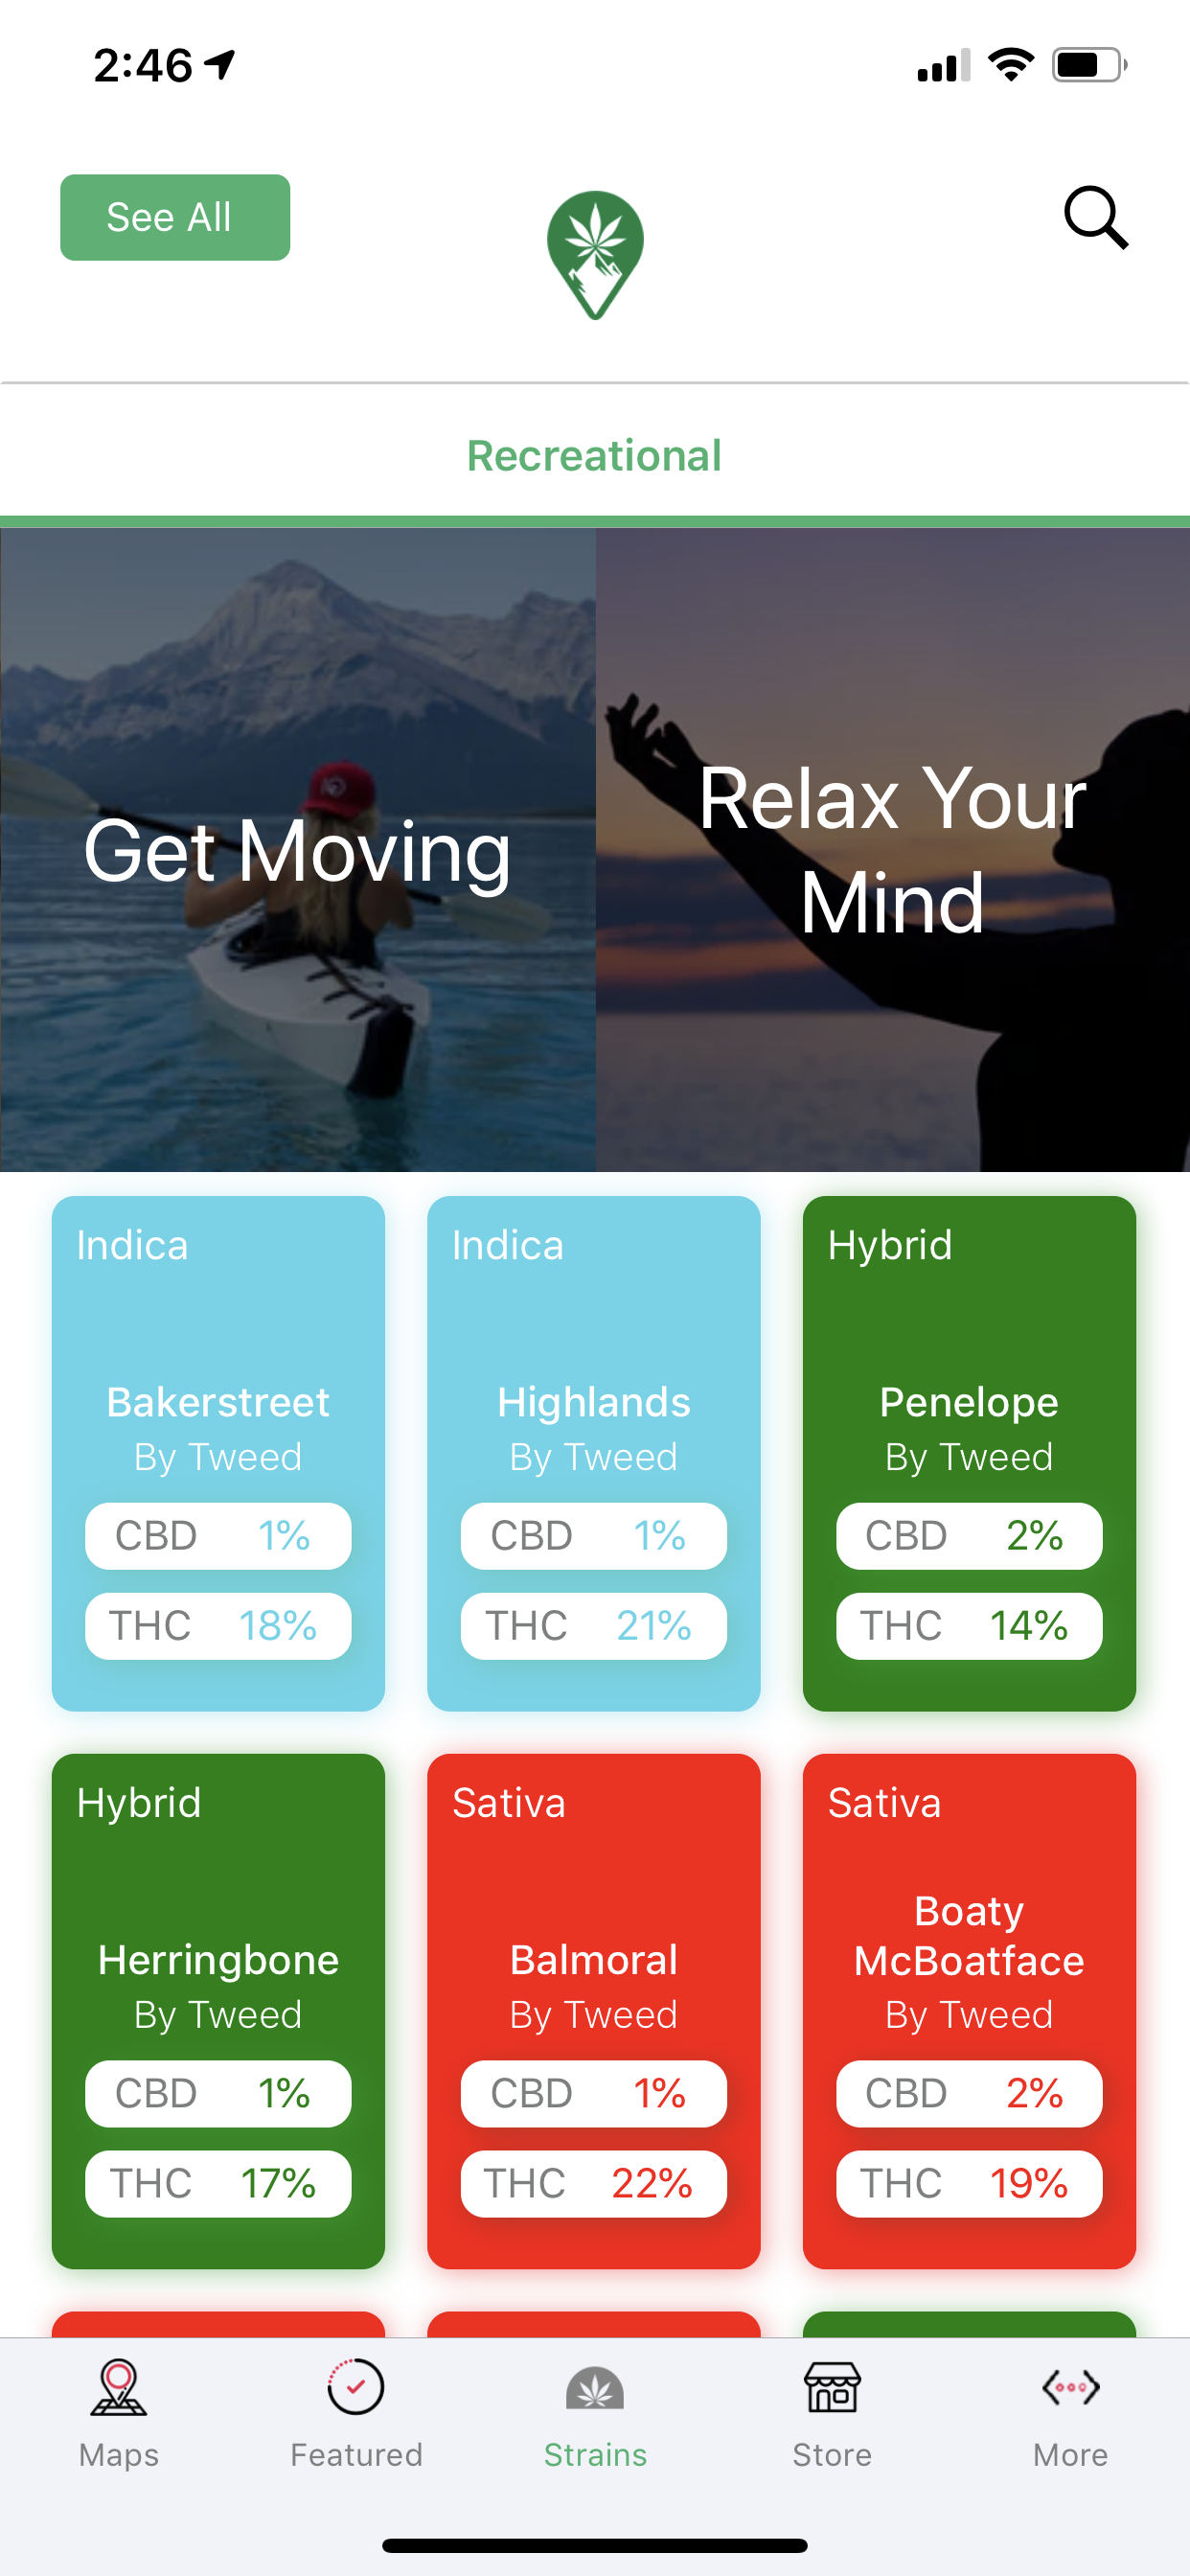 2:46
See All
Recreational
Get Moving
Relax Your
Mind
Indica
Bakerstreet
By Tweed
CBD 1%
THC 18%
Indica
Highlands
By Tweed
CBD 1%
THC 21%
Hybrid
Penelope
By Tweed
CBD 2%
THC 14%
Hybrid
Herringbone
By Tweed
CBD 1%
THC 17%
Sativa
Balmoral
By Tweed
CBD 1%
THC 22%
Sativa
Boaty
McBoatface
By Tweed
CBD 2%
THC 19%
Maps
Featured
Strains
Store
More